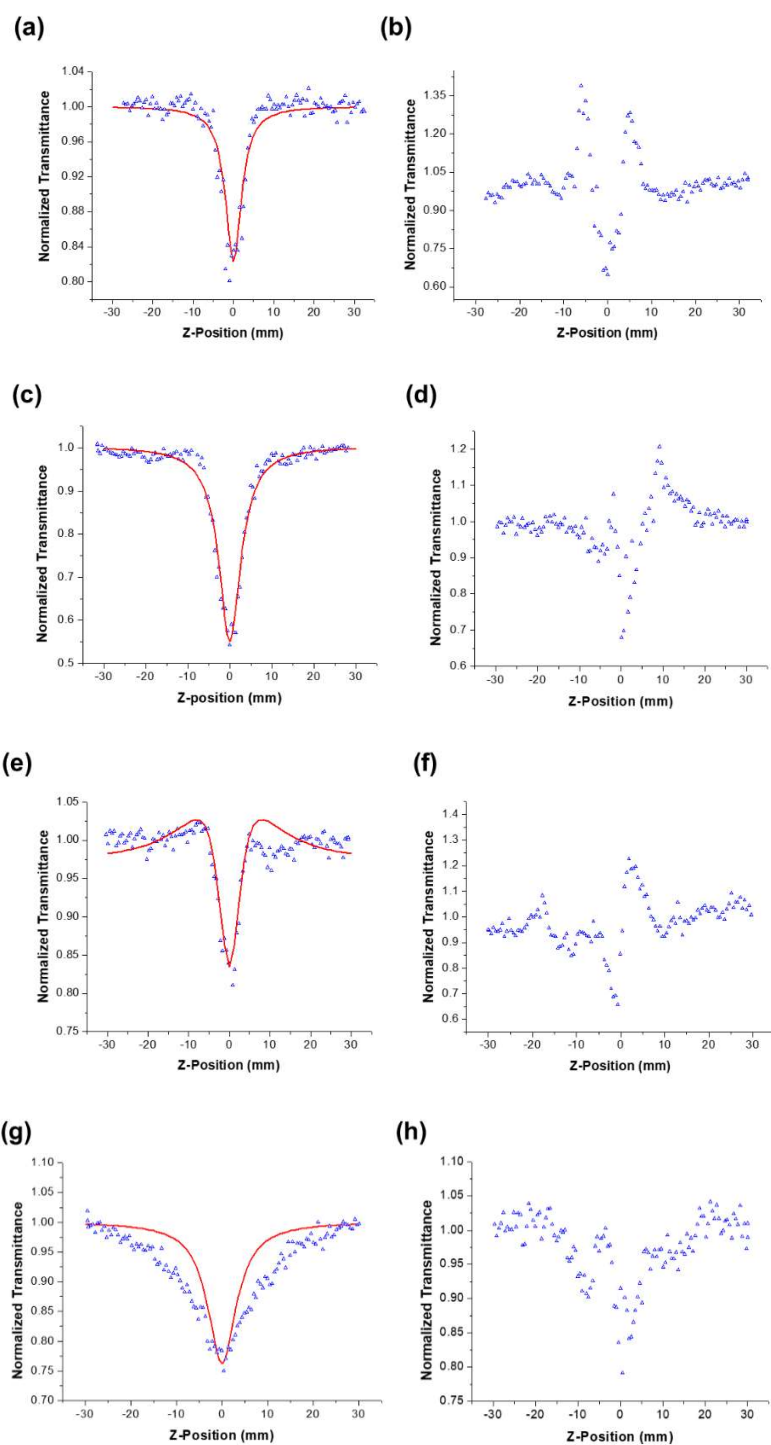 (a)
(b)
1.04
1.00
0.96
0.92
0.88
0.84
0.80
Normalized Transmittance
-30 -20 -10 0 10 20 30
Z-Position (mm)
1.35
1.20
1.05
0.90
0.75
0.60
Normalized Transmittance
-30 -20 -10 0 10 20 30
Z-Position (mm)
(c)
(d)
1.0
0.9
0.8
0.7
0.6
0.5
Normalized Transmittance
-30 -20 -10 0 10 20 30
Z-position (mm)
1.2
1.1
1.0
0.9
0.8
0.7
0.6
Normalized Transmittance
-30 -20 -10 0 10 20 30
Z-Position (mm)
(e)
(f)
1.05
1.00
0.95
0.90
0.85
0.80
0.75
Normalized Transmittance
-30 -20 -10 0 10 20 30
Z-Position (mm)
1.4
1.3
1.2
1.1
1.0
0.9
0.8
0.7
0.6
Normalized Transmittance
-30 -20 -10 0 10 20 30
Z-Position (mm)
(g)
(h)
1.10
1.05
1.00
0.95
0.90
0.85
0.80
0.75
0.70
Normalized Transmittance
-30 -20 -10 0 10 20 30
Z-Position (mm)
1.10
1.05
1.00
0.95
0.90
0.85
0.80
0.75
Normalized Transmittance
-30 -20 -10 0 10 20 30
Z-Position (mm)